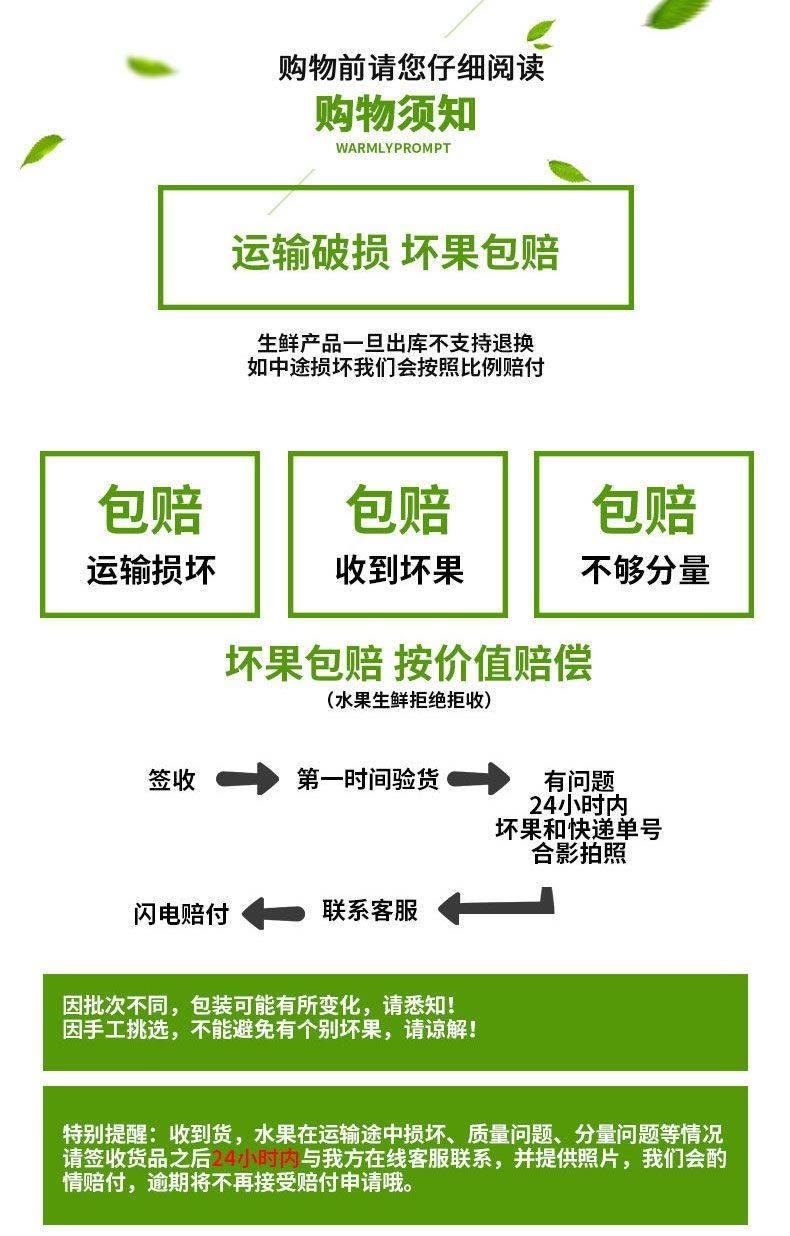 购物前请您仔细阅读
购物须知
WARMLYPROMPT
运输破损 坏果包赔
生鲜产品一旦出库不支持退换
如中途损坏我们会按照比例赔付
包赔
运输损坏
包赔
收到坏果
包赔
不够分量
坏果包赔 按价值赔偿
（水果生鲜拒绝拒收）
签收
第一时间验货
有问题
24小时内
坏果和快递单号
合影拍照
联系客服
闪电赔付
因批次不同，包装可能有所变化，请悉知！
因手工挑选，不能避免有个别坏果，请谅解！
特别提醒：收到货，水果在运输途中损坏、质量问题、分量问题等情况
请签收货品之后24小时内与我方在线客服联系，并提供照片，我们会酌
情赔付，逾期将不再接受赔付申请哦。